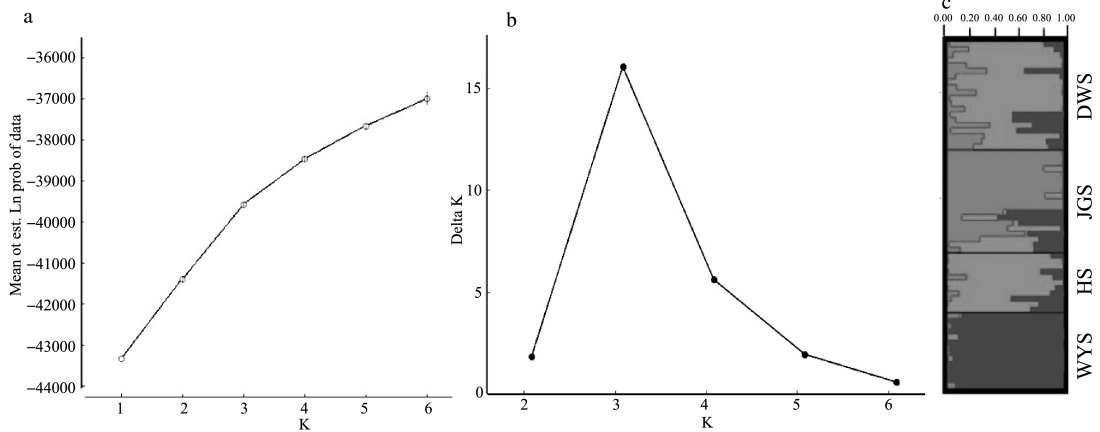 a
Mean ot est. Ln prob of data
−36000
−37000
−38000
−39000
−40000
−41000
−42000
−43000
−44000
1 2 3 4 5 6
K
b
Delta K
15
10
5
0
2 3 4 5 6
K
c
0.00 0.20 0.40 0.60 0.80 1.00
DWS
JGS
HS
WYS